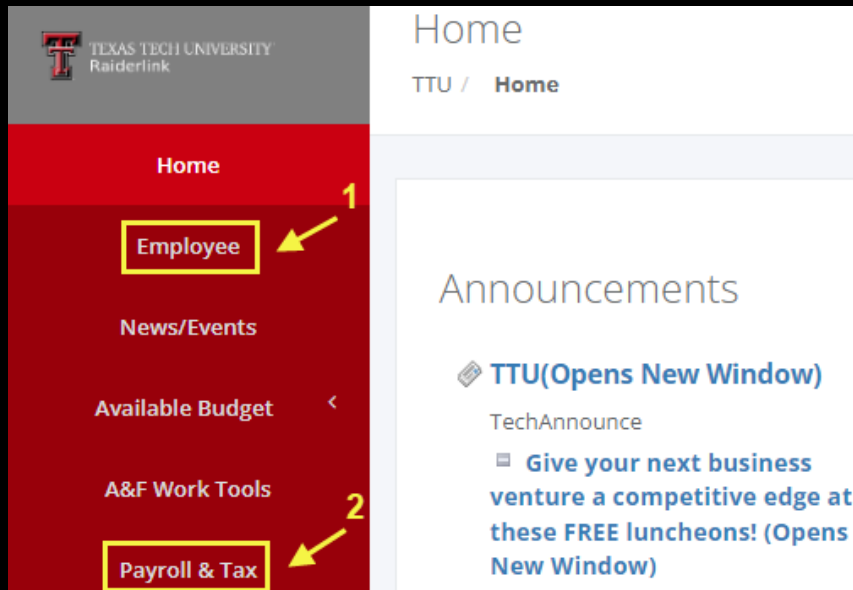 TEXAS TECH UNIVERSITY
Raiderlink
Home
1
Employee
News/Events
Available Budget
A&F Work Tools
2
Payroll & Tax
Home
TTU / Home
Announcements
TTU(Opens New Window)
TechAnnounce
Give your next business
venture a competitive edge at
these FREE luncheons! (Opens
New Window)